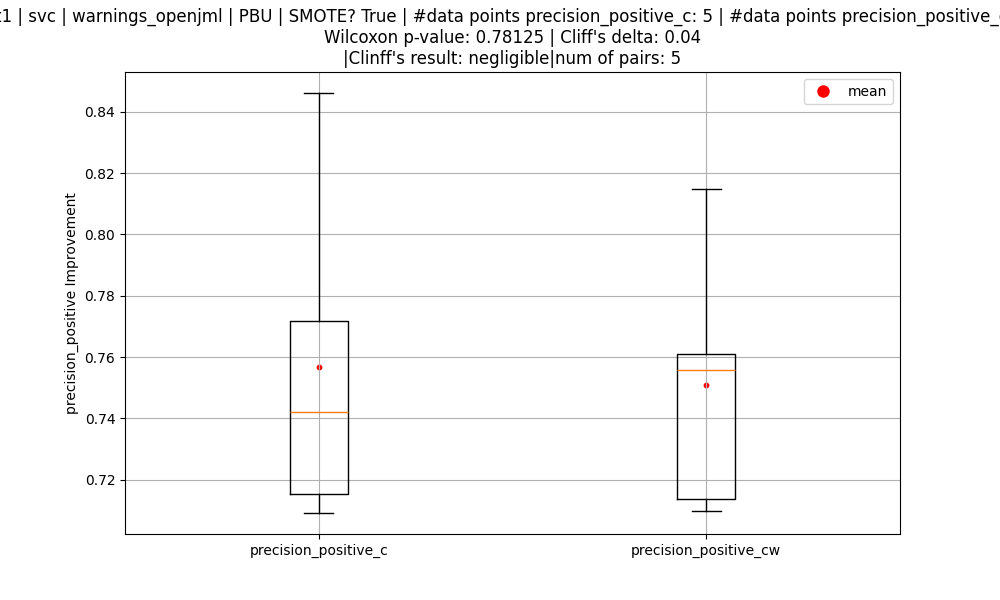 1 | svc | warnings_openjml | PBU | SMOTE? True | #data points precision_positive_c: 5 | #data points precision_positive_
Wilcoxon p-value: 0.78125 | Cliff's delta: 0.04
|Clinff's result: negligible|num of pairs: 5
mean
0.84
0.82
0.80
0.78
0.76
0.74
0.72
precision_positive Improvement
precision_positive_c
precision_positive_cw